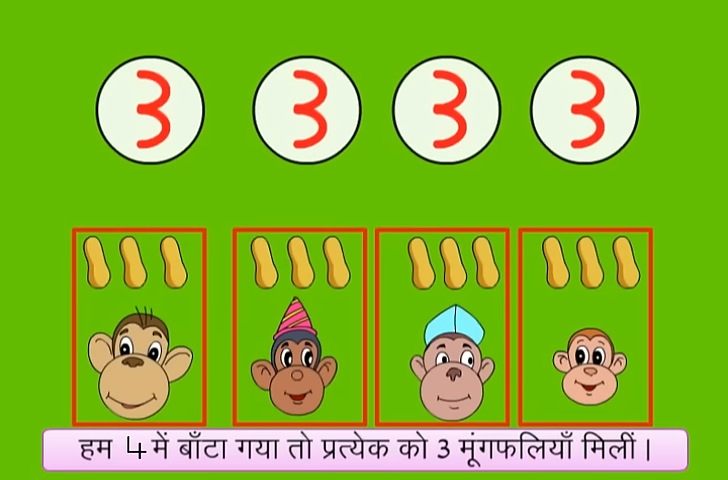 3 3 3 3
हम 4 में बाँटा गया तो प्रत्येक को 3 मूंगफलियाँ मिलीं।